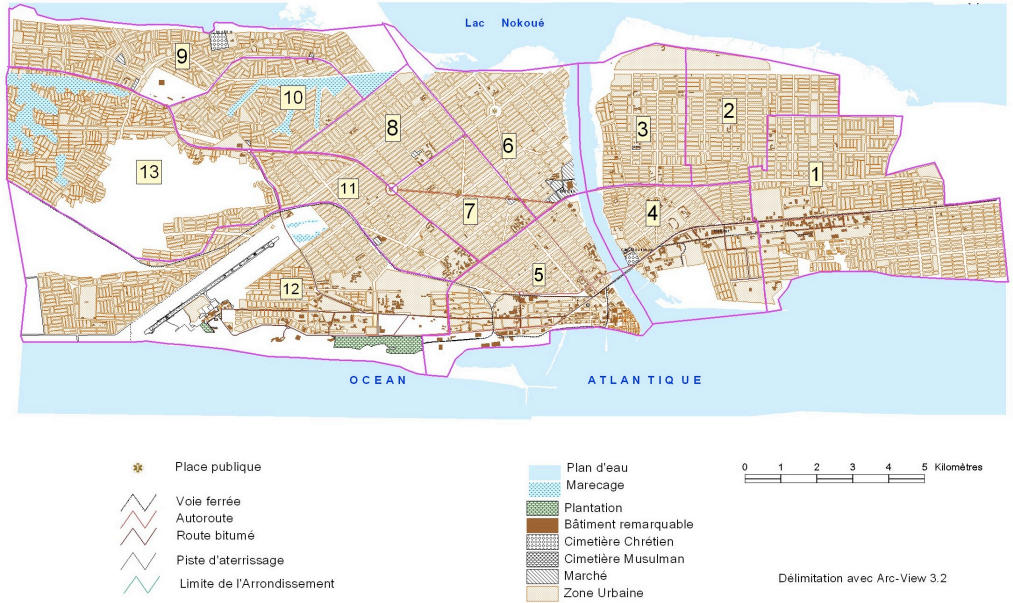 Lac Nokoué
9
10
8
6
3
2
13
11
7
4
1
5
12
OCEAN ATLANTIQUE
Place publique
Voie ferrée
Autoroute
Route bitumé
Piste d'aterrissage
Limite de l'Arrondissement
Plan d'eau
Marecage
Plantation
Bâtiment remarquable
Cimetière Chrétien
Cimetière Musulman
Marché
Zone Urbaine
0 1 2 3 4 5 Kilomètres
Délimitation avec Arc-View 3.2